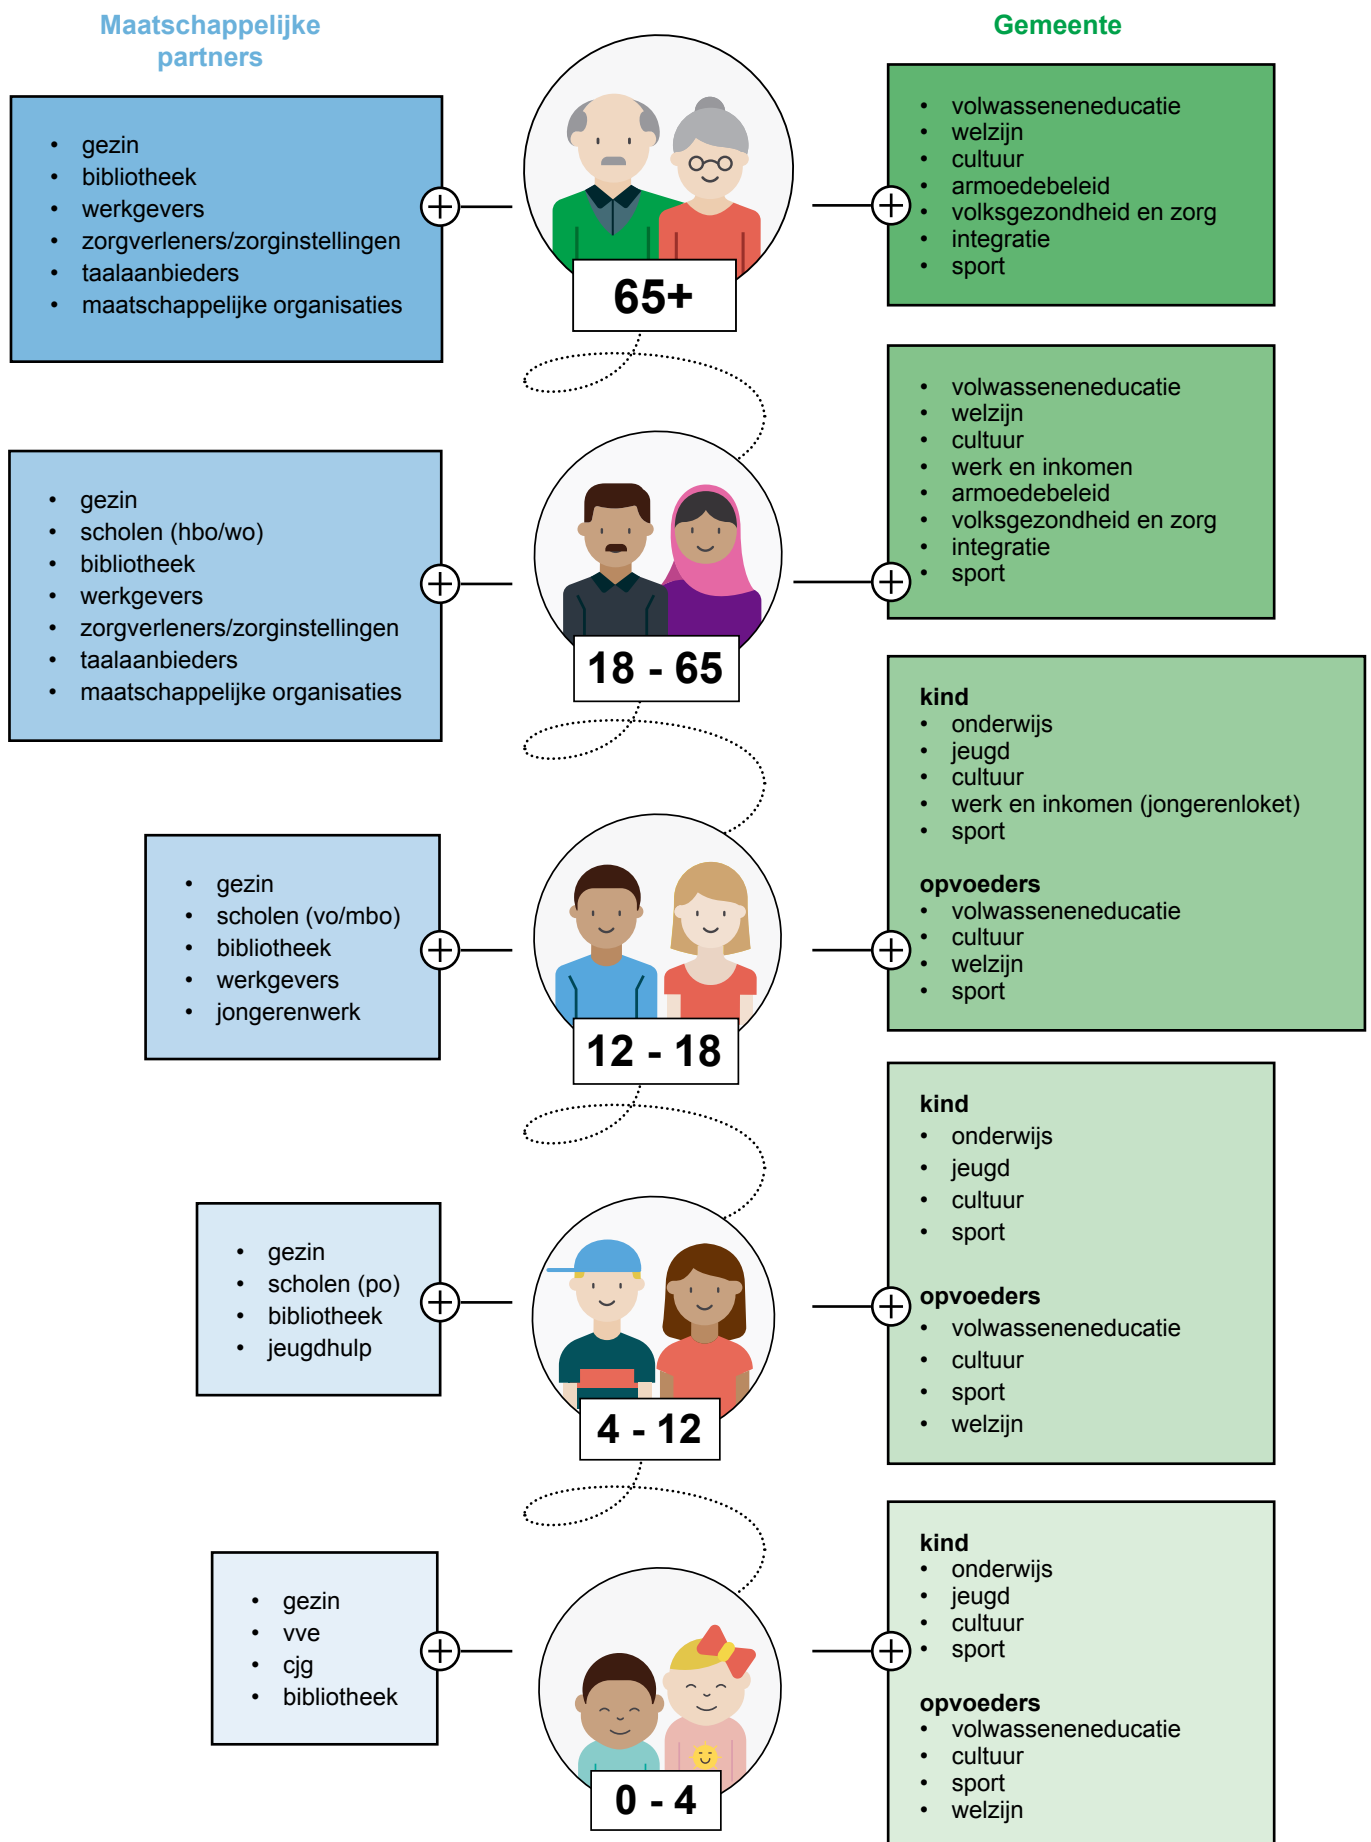 Maatschappelijke
partners
Gemeente
gezin
bibliotheek
werkgevers
zorgverleners/zorginstellingen
taalaanbieders
maatschappelijke organisaties
65+
volwasseneneducatie
welzijn
cultuur
armoedebeleid
volksgezondheid en zorg
integratie
sport
gezin
scholen (hbo/wo)
bibliotheek
werkgevers
zorgverleners/zorginstellingen
taalaanbieders
maatschappelijke organisaties
18 - 65
volwasseneneducatie
welzijn
cultuur
werk en inkomen
armoedebeleid
volksgezondheid en zorg
integratie
sport
gezin
scholen (vo/mbo)
bibliotheek
werkgevers
jongerenwerk
12 - 18
kind
onderwijs
jeugd
cultuur
werk en inkomen (jongerenloket)
sport
opvoeders
volwasseneneducatie
cultuur
welzijn
sport
gezin
scholen (po)
bibliotheek
jeugdhulp
4 - 12
kind
onderwijs
jeugd
cultuur
sport
opvoeders
volwasseneneducatie
cultuur
sport
welzijn
gezin
vve
cjg
bibliotheek
0 - 4
kind
onderwijs
jeugd
cultuur
sport
opvoeders
volwasseneneducatie
cultuur
sport
welzijn